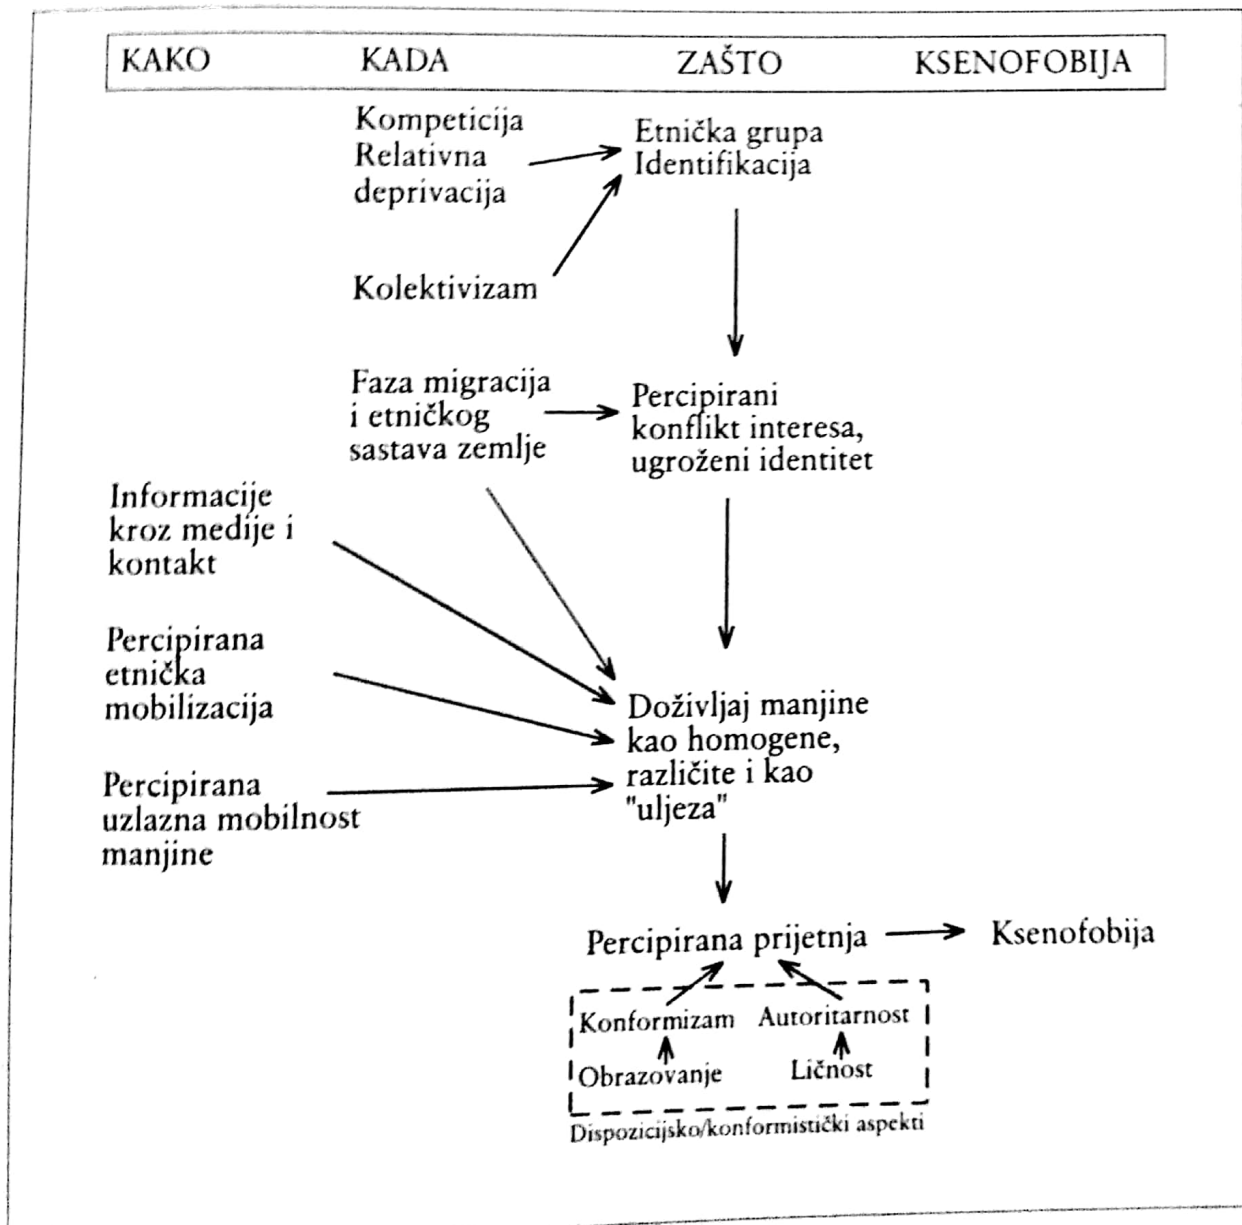 KAKO KADA ZAŠTO KSENOFOBIJA
Kompeticija
Relativna
deprivacija
Etnička grupa
Identifikacija
Kolektivizam
Faza migracija
i etničkog
sastava zemlje
Percipirani
konflikt interesa,
ugroženi identitet
Informacije
kroz medije i
kontakt
Percipirana
etnička
mobilizacija
Percipirana
uzlazna mobilnost
manjine
Doživljaj manjine
kao homogene,
različite i kao
"uljeza"
Percipirana prijetnja
Ksenofobija
Konformizam Autoritarnost
Obrazovanje Ličnost
Dispozicijsko/konformistički aspekti